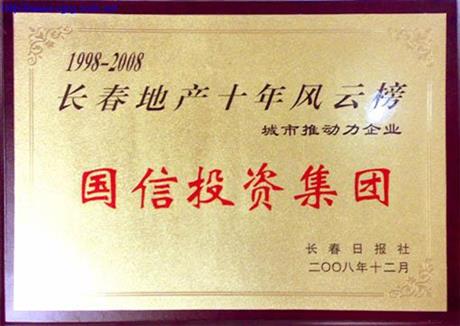 1998-2008
长春地产十年风云榜
城市推动力企业
国信投资集团
长春日报社
二〇〇八年十二月